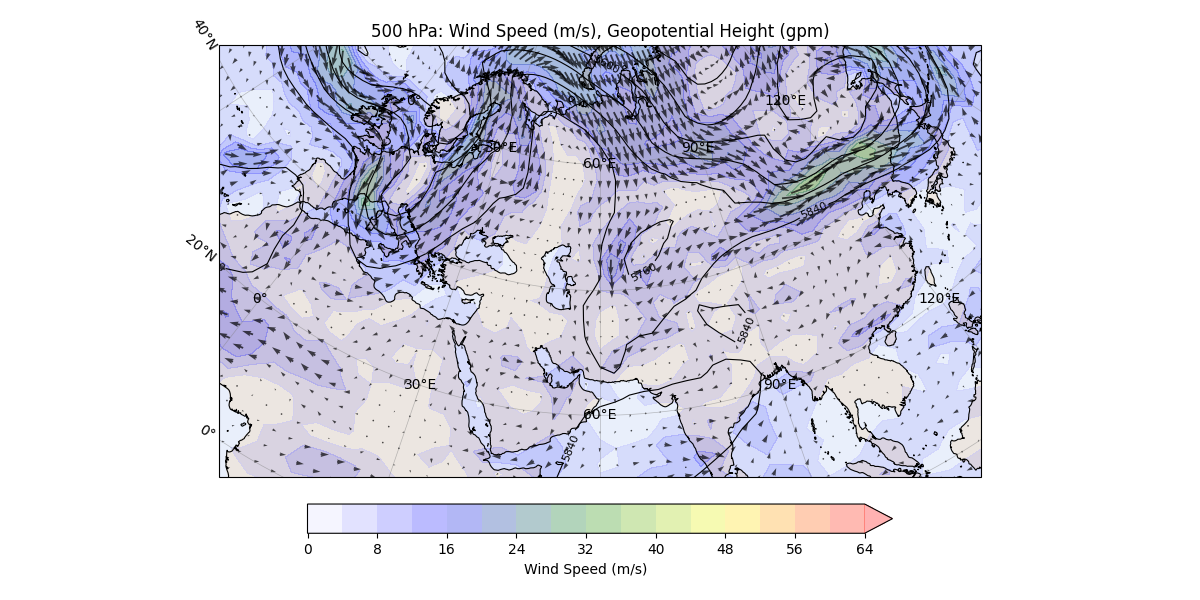 500 hPa: Wind Speed (m/s), Geopotential Height (gpm)
40°N
0°
120°E
30°E
60°E
90°E
5840
20°N
5760
0°
120°E
5840
30°E
90°E
60°E
0°
5840
0 8 16 24 32 40 48 56 64
Wind Speed (m/s)